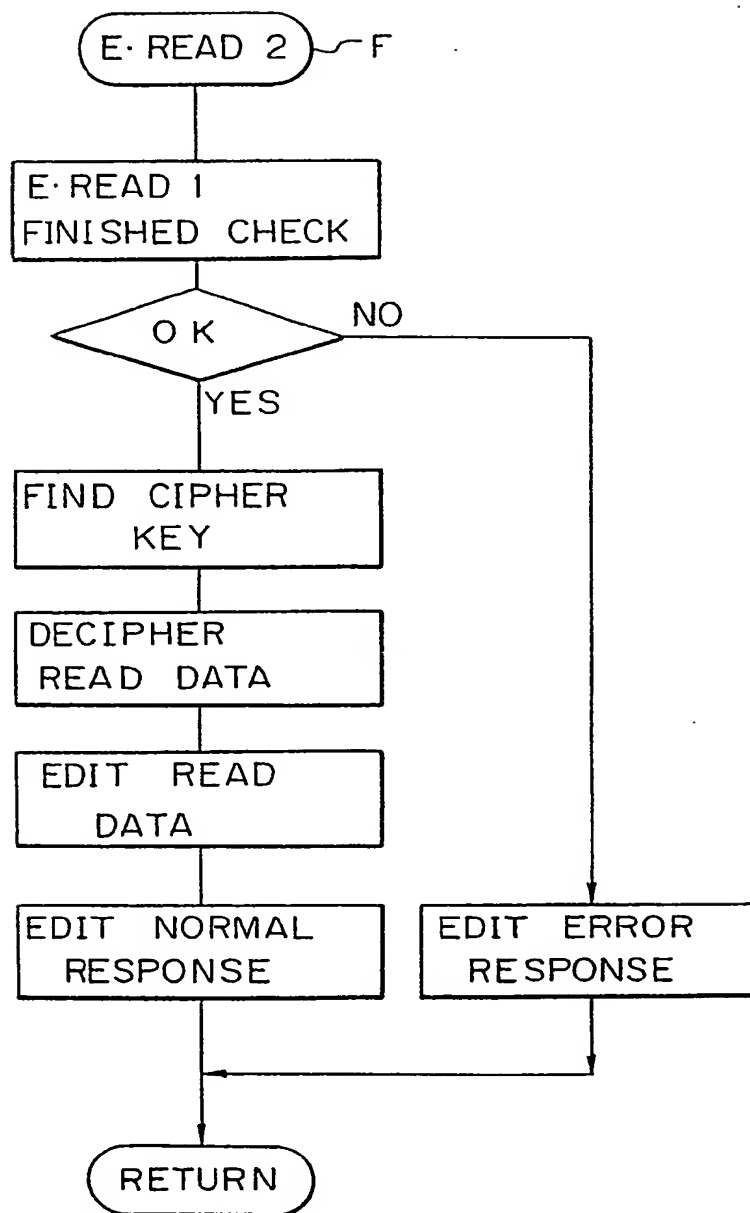 E·READ 2 F
E·READ 1
FINISHED CHECK
OK
NO
YES
FIND CIPHER
KEY
DECIPHER
READ DATA
EDIT READ
DATA
EDIT NORMAL
RESPONSE
EDIT ERROR
RESPONSE
RETURN